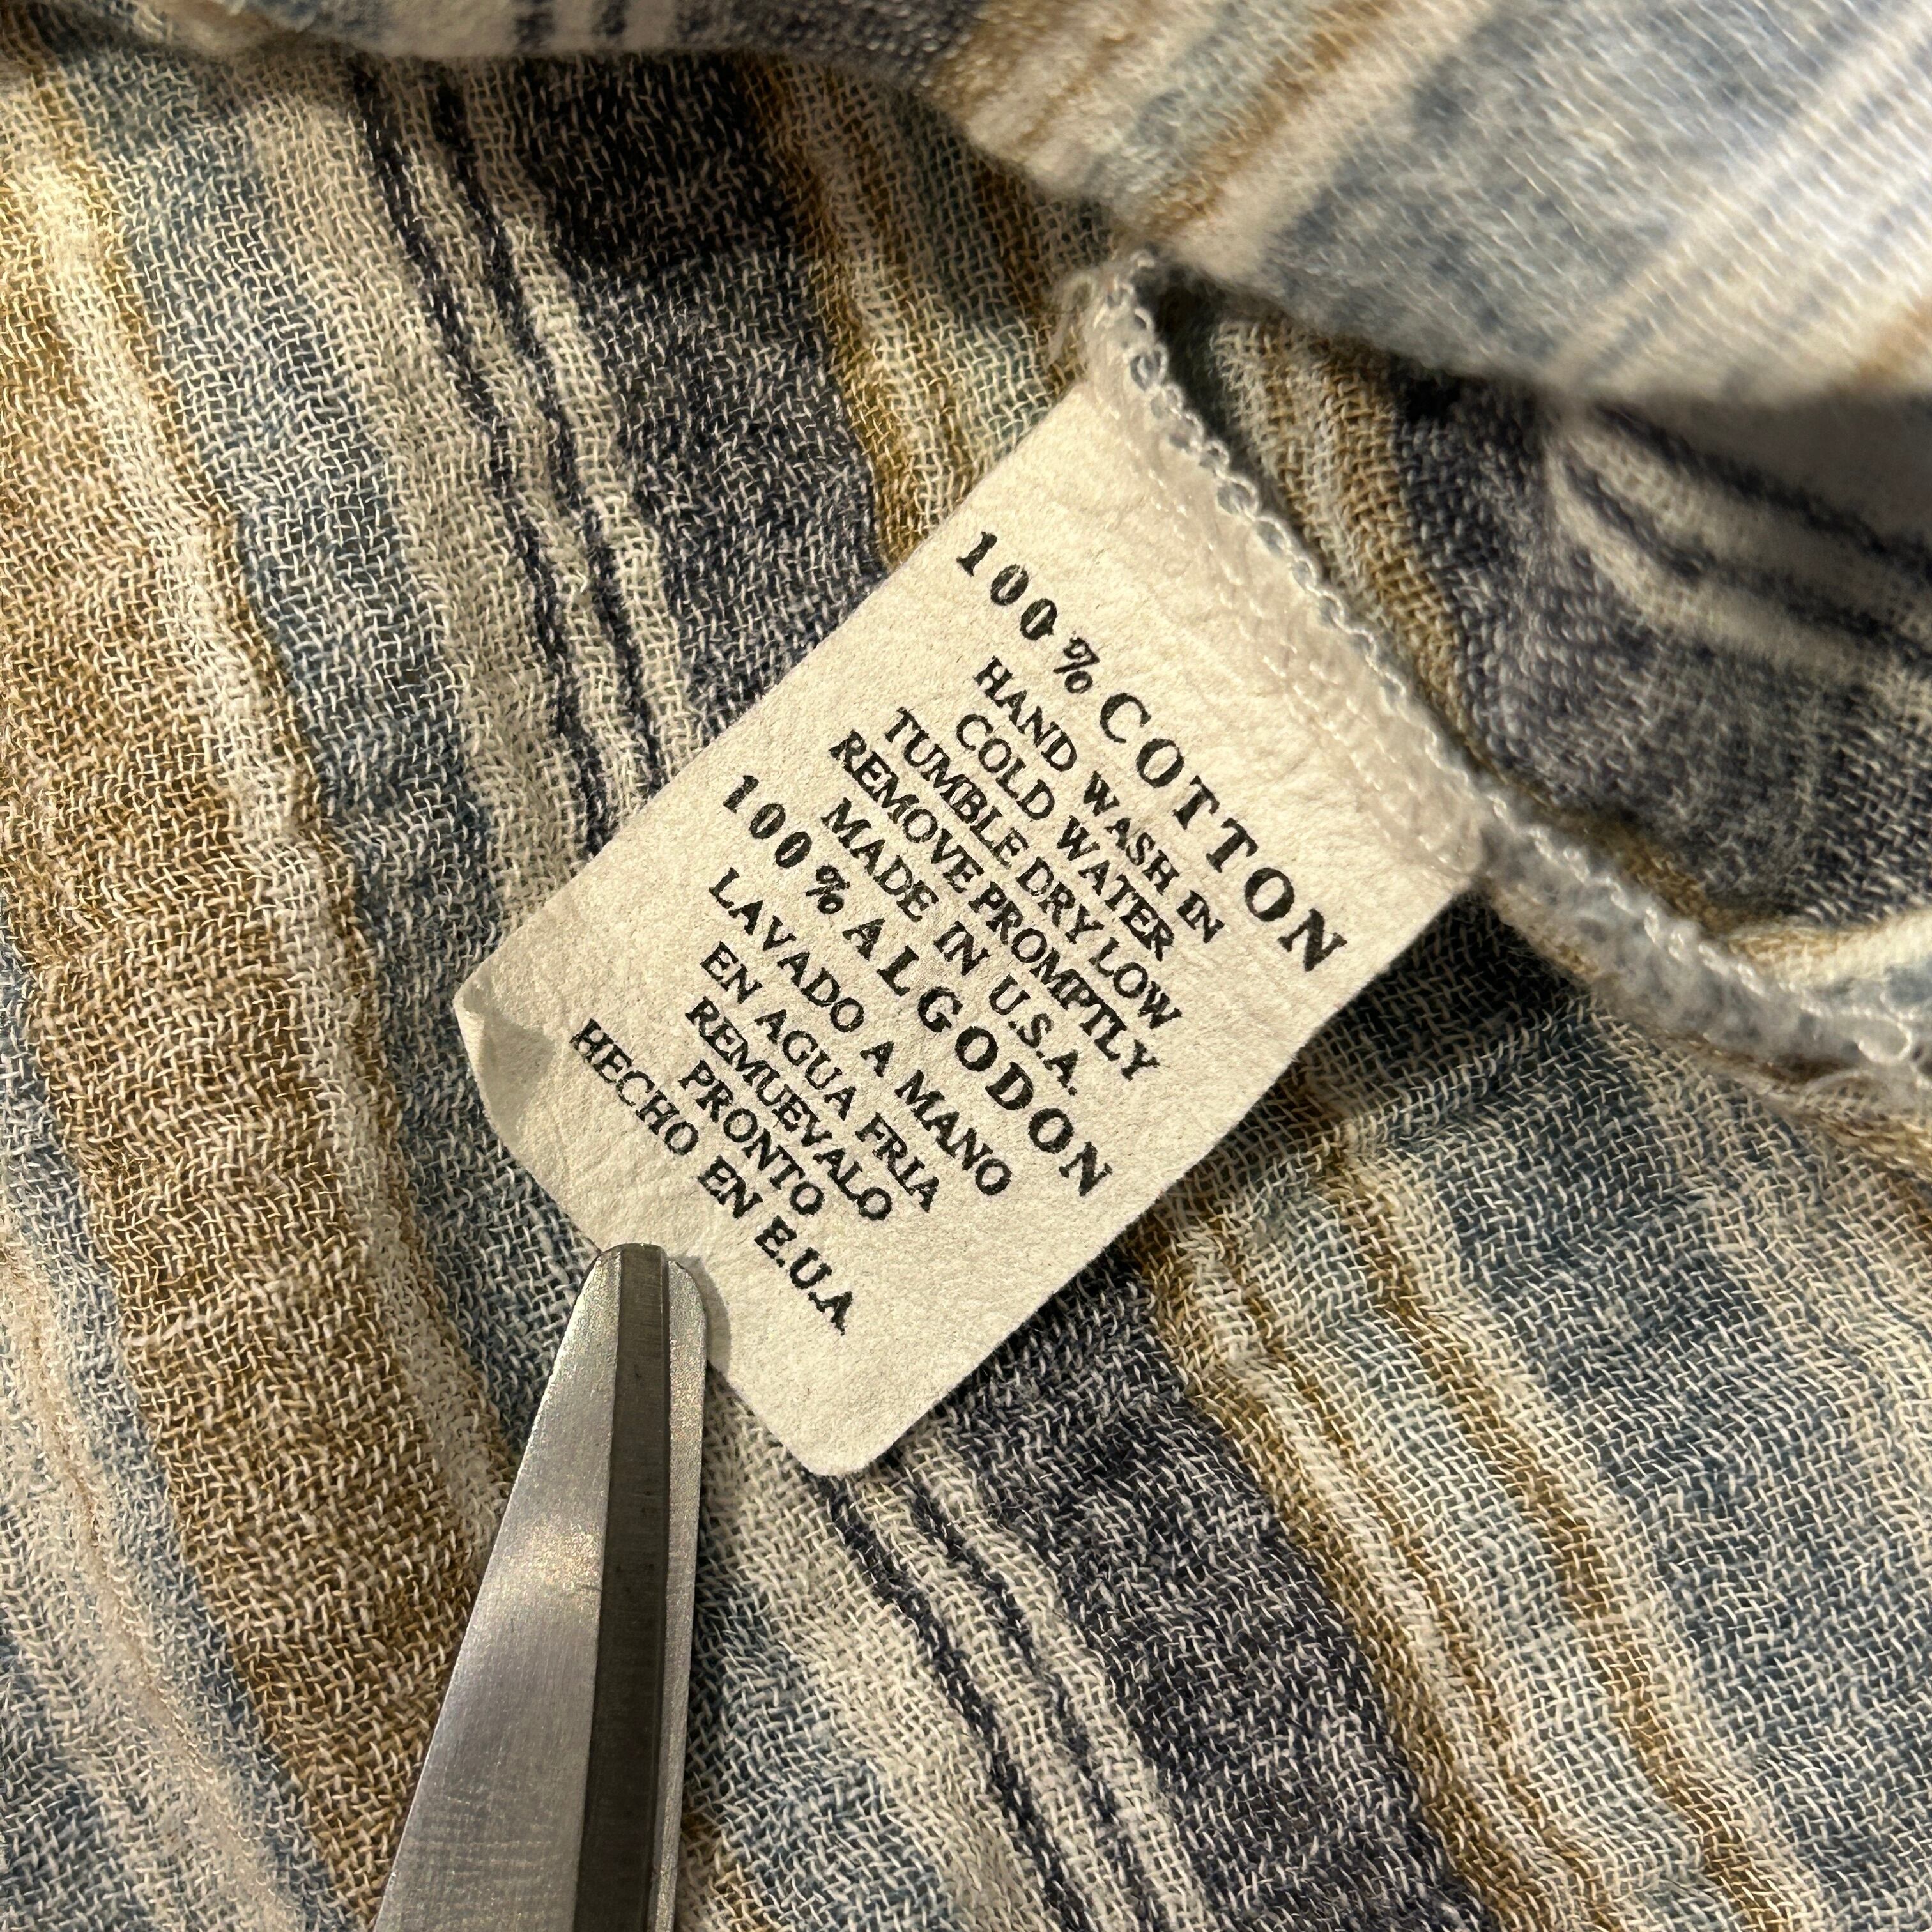 100% COTTON
HAND WASH IN
COLD WATER
TUMBLE DRY LOW
REMOVE PROMPTLY
MADE IN U.S.A.
100% ALGODON
LAVADO A MANO
EN AGUA FRIA
REMUEVALO
PRONTO
HECHO EN E.U.A